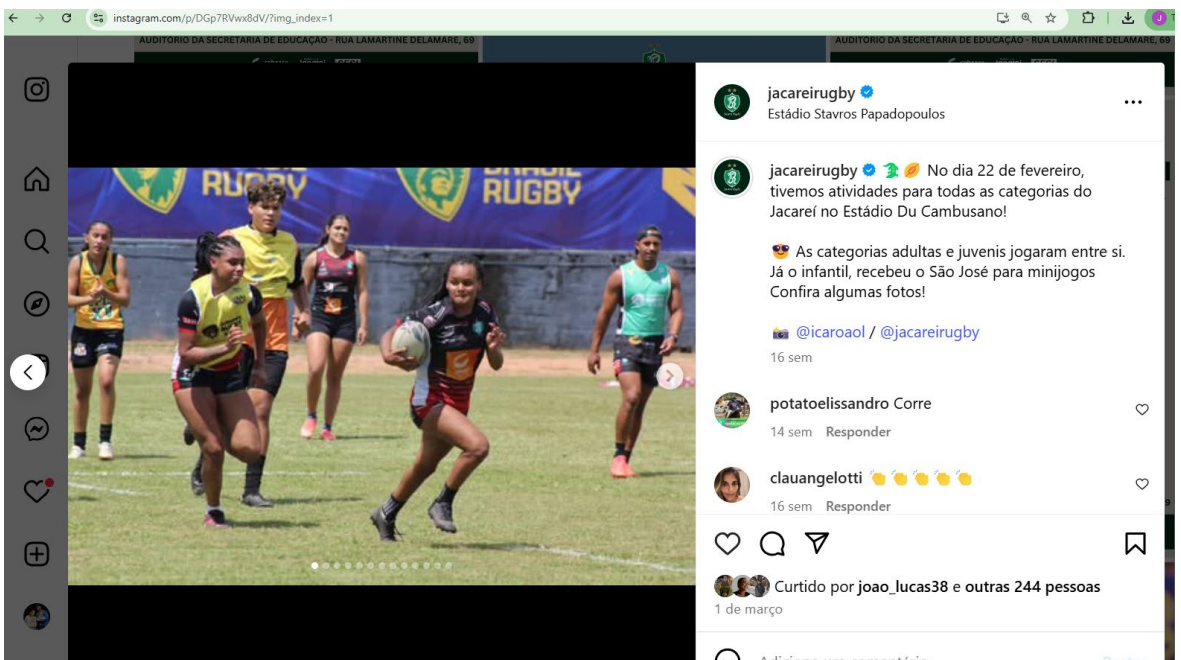 instagram.com/p/DGp7RVwx8dV/?img_index=1
AUDITÓRIO DA SECRETARIA DE EDUCAÇÃO - RUA LAMARTINE DELAMARE, 69
AUDITÓRIO DA SECRETARIA DE EDUCAÇÃO - RUA LAMARTINE DELAMARE, 69
RUGBY
BRASIL
RUGBY
jacareirugby
Estádio Stavros Papadopoulos
jacareirugby 🐊 🏉 No dia 22 de fevereiro,
tivemos atividades para todas as categorias do
Jacareí no Estádio Du Cambusano!
😎 As categorias adultas e juvenis jogaram entre si.
Já o infantil, recebeu o São José para minijogos
Confira algumas fotos!
📸 @icaroaol / @jacareirugby
16 sem
potatoelissandro Corre
14 sem Responder
clauangelotti 👏👏👏👏👏
16 sem Responder
Curtido por joao_lucas38 e outras 244 pessoas
1 de março
Adicione um comentário